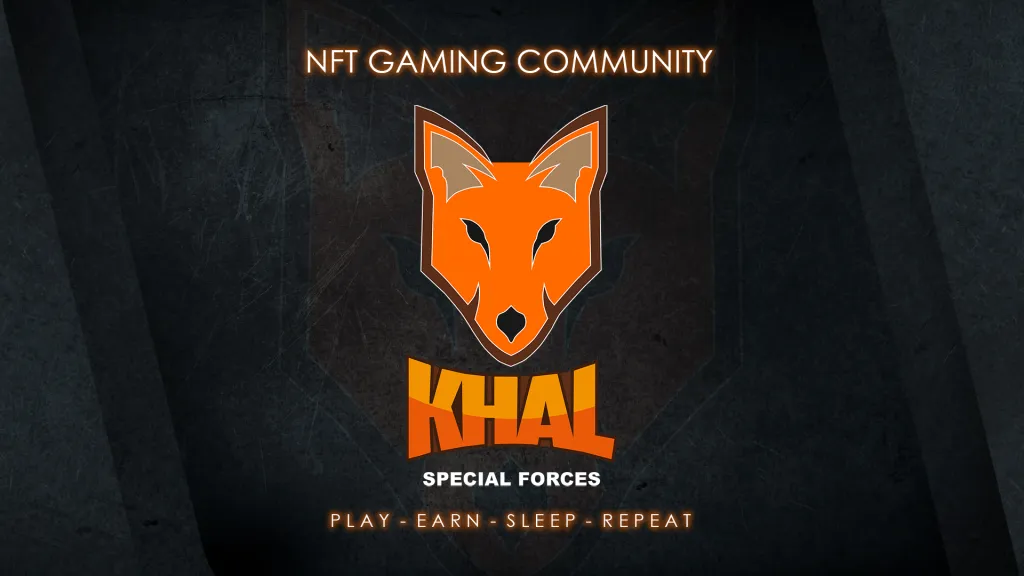 NFT GAMING COMMUNITY
KHAL
SPECIAL FORCES
PLAY - EARN - SLEEP - REPEAT